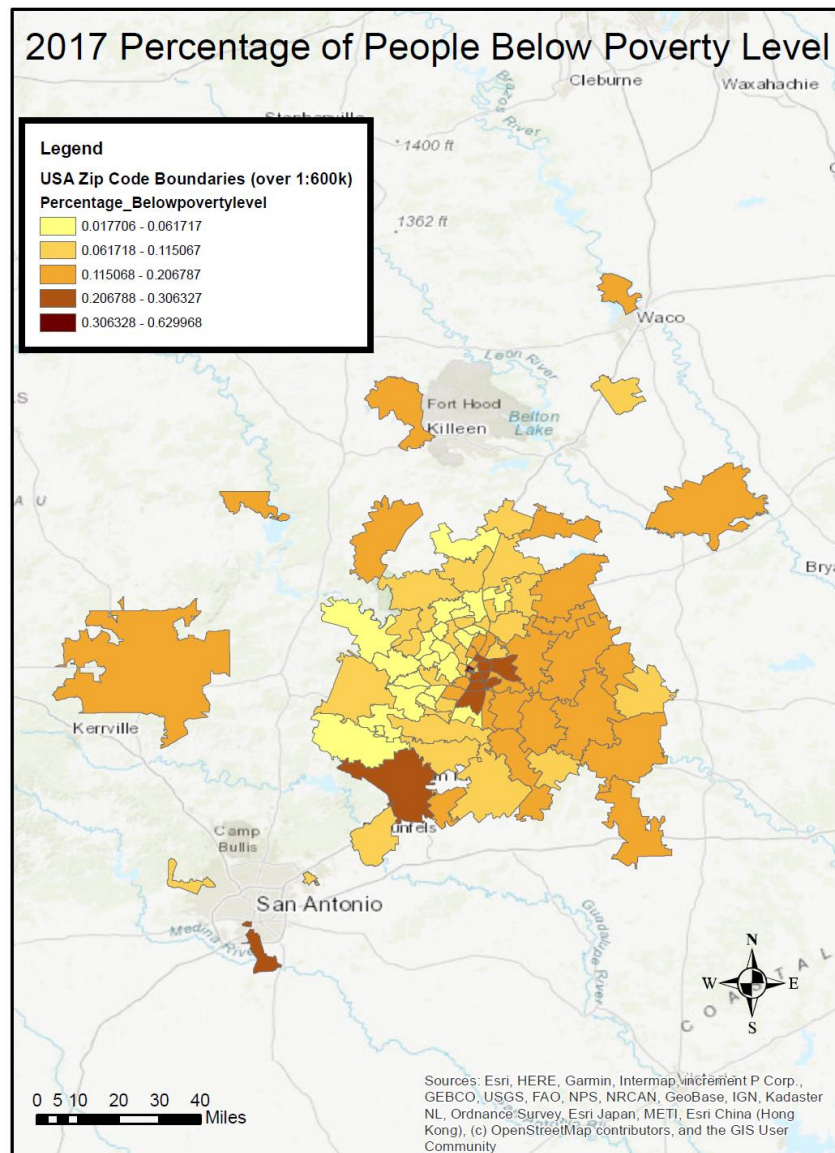 2017 Percentage of People Below Poverty Level
Cleburne
Waxahachie
Brazos River
Legend
USA Zip Code Boundaries (over 1:600k)
Percentage_Belowpovertylevel
0.017706 - 0.061717
0.061718 - 0.115067
0.115068 - 0.206787
0.206788 - 0.306327
0.306328 - 0.629968
1400 ft
1362 ft
Waco
Leon River
Fort Hood
Belton
Lake
Killeen
A U
Kerrville
Camp
Bullis
San Antonio
Medina River
Guadalupe River
N
W E
S
COASTAL
0 5 10 20 30 40
Miles
Sources: Esri, HERE, Garmin, Intermap, increment P Corp.,
GEBCO, USGS, FAO, NPS, NRCAN, GeoBase, IGN, Kadaster
NL, Ordnance Survey, Esri Japan, METI, Esri China (Hong
Kong), (c) OpenStreetMap contributors, and the GIS User
Community